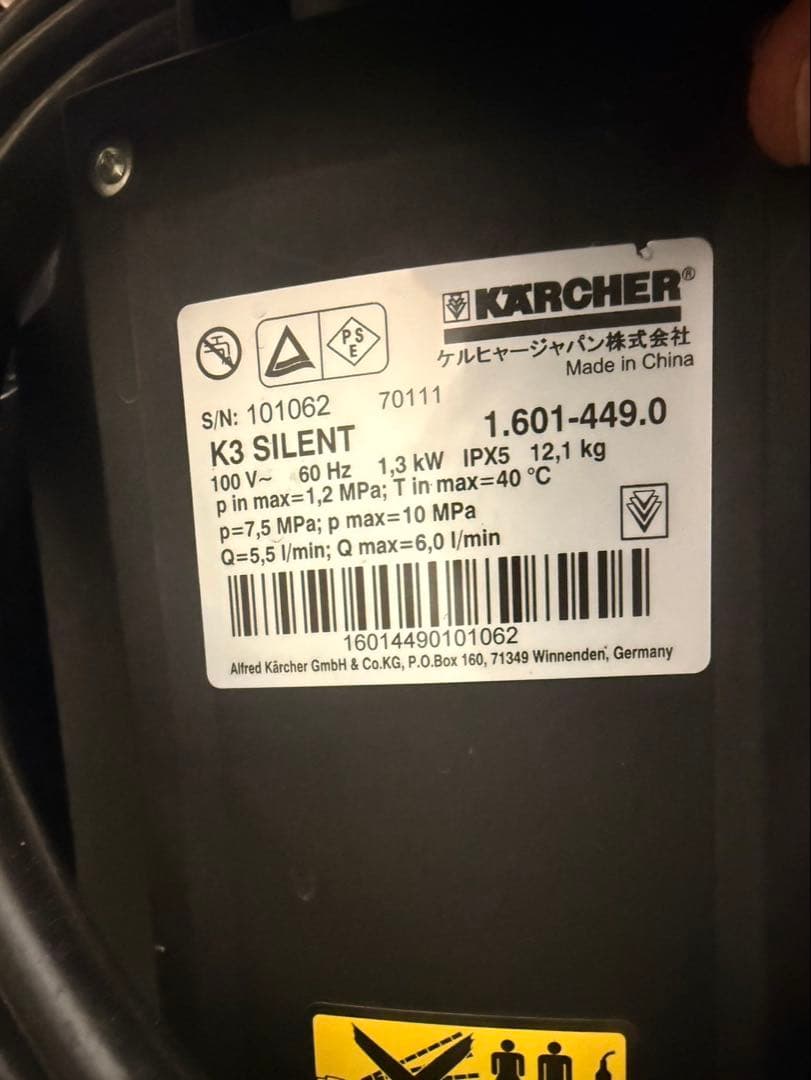 KÄRCHER®
ケルヒャージャパン株式会社
Made in China
PS
E
S/N: 101062 70111
K3 SILENT 1.601-449.0
100 V~ 60 Hz 1,3 kW IPX5 12,1 kg
p in max=1,2 MPa; T in max=40 °C
p=7,5 MPa; p max=10 MPa
Q=5,5 l/min; Q max=6,0 l/min
16014490101062
Alfred Kärcher GmbH & Co.KG, P.O.Box 160, 71349 Winnenden, Germany